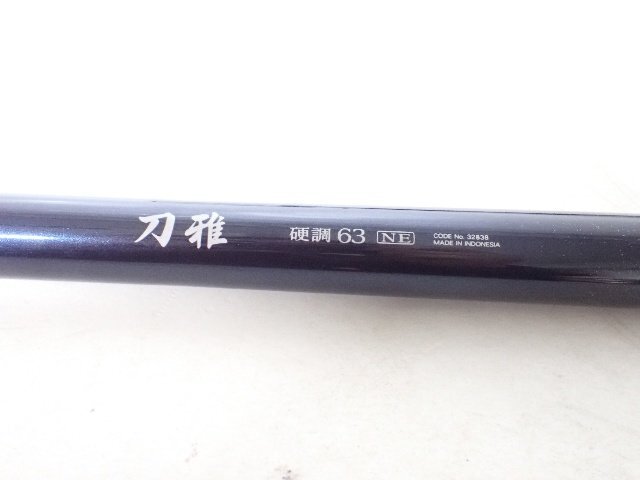 刀雅 硬調 63 NE CODE No. 32838
MADE IN INDONESIA